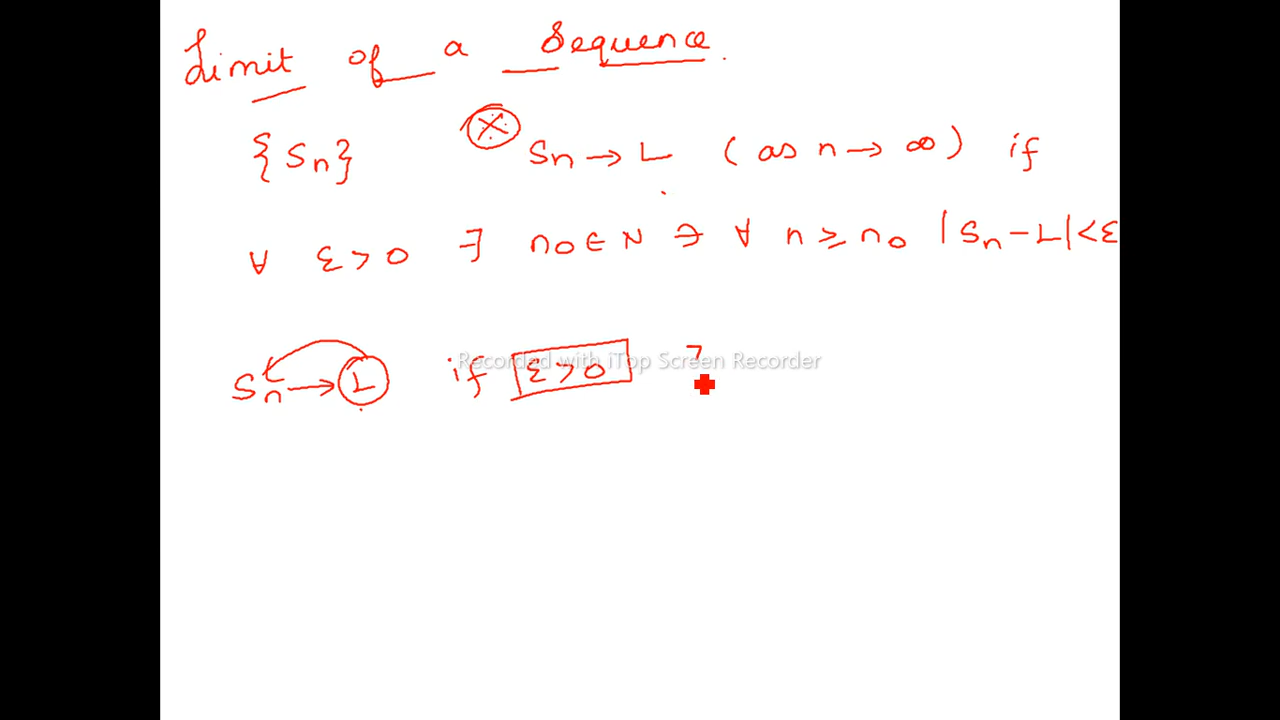 Limit of a Sequence.
{Sn} Ⓧ Sn → L (as n → ∞) if
∀ ε > 0 ∃ n0 ∈ N ∋ ∀ n ≥ n0 |Sn - L| < ε
Recorded with iTop Screen Recorder
Sn → L if ε > 0